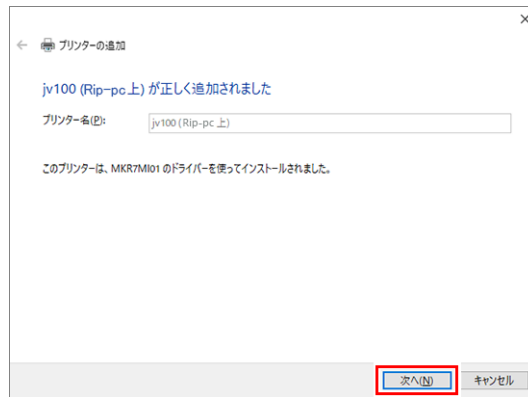 プリンターの追加
jv100 (Rip-pc上) が正しく追加されました
プリンター名(P): jv100 (Rip-pc 上)
このプリンターは、MKR7MI01 のドライバーを使ってインストールされました。
次へ(N) キャンセル